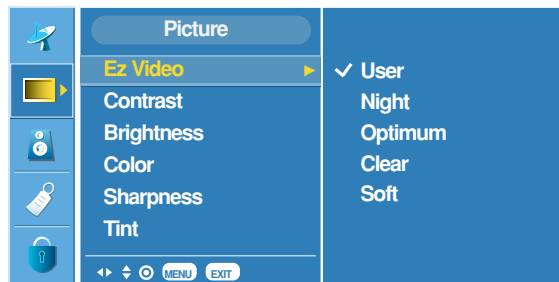 Picture
Ez Video
Contrast
Brightness
Color
Sharpness
Tint
MENU EXIT
User
Night
Optimum
Clear
Soft